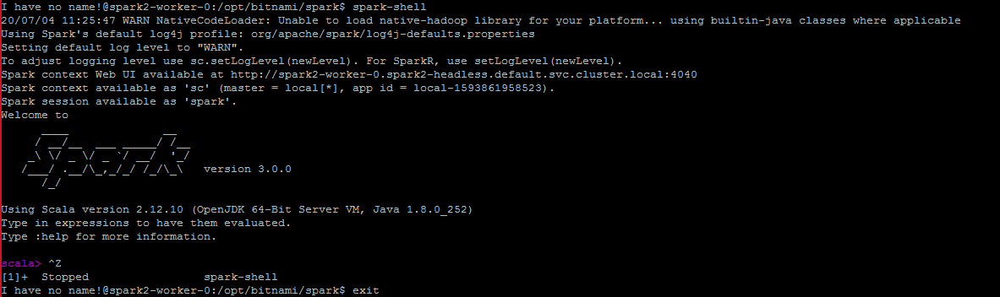 I have no name!@spark2-worker-0:/opt/bitnami/spark$ spark-shell
20/07/04 11:25:47 WARN NativeCodeLoader: Unable to load native-hadoop library for your platform... using builtin-java classes where applicable
Using Spark's default log4j profile: org/apache/spark/log4j-defaults.properties
Setting default log level to "WARN".
To adjust logging level use sc.setLogLevel(newLevel). For SparkR, use setLogLevel(newLevel).
Spark context Web UI available at http://spark2-worker-0.spark2-headless.default.svc.cluster.local:4040
Spark context available as 'sc' (master = local[*], app id = local-1593861958523).
Spark session available as 'spark'.
Welcome to
      ____              __
     / __/__  ___ _____/ /__
    _\ \/ _ \/ _ `/ __/  '_/
   /___/ .__/\_,_/_/ /_/\_\   version 3.0.0
      /_/
Using Scala version 2.12.10 (OpenJDK 64-Bit Server VM, Java 1.8.0_252)
Type in expressions to have them evaluated.
Type :help for more information.
scala> ^Z
[1]+  Stopped                 spark-shell
I have no name!@spark2-worker-0:/opt/bitnami/spark$ exit